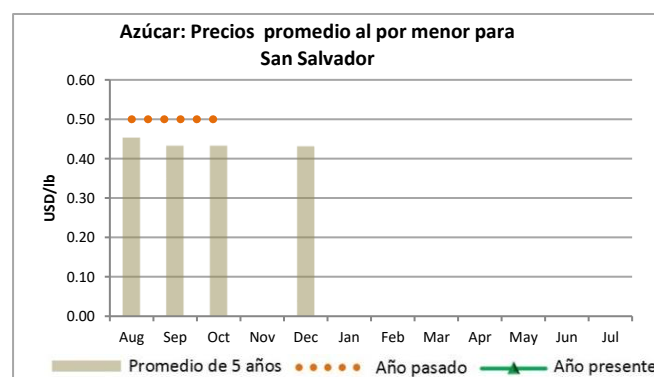 Azúcar: Precios promedio al por menor para
San Salvador
0.60
0.50
0.40
0.30
0.20
0.10
0.00
USD/lb
Aug Sep Oct Nov Dec Jan Feb Mar Apr May Jun Jul
Promedio de 5 años Año pasado Año presente